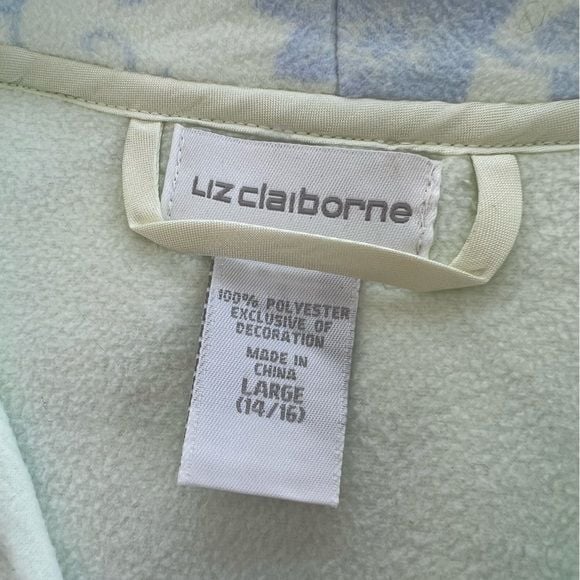 Liz claiborne
100% POLYESTER
EXCLUSIVE OF
DECORATION
MADE IN
CHINA
LARGE
(14/16)